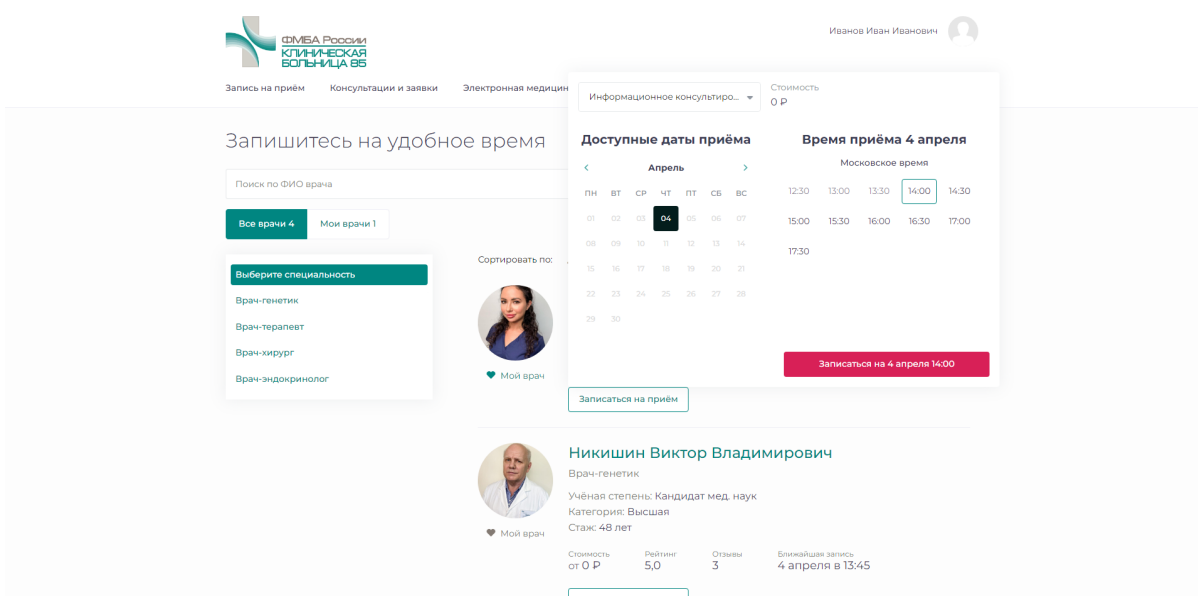 ФМБА России
КЛИНИЧЕСКАЯ
БОЛЬНИЦА 85
Иванов Иван Иванович
Запись на приём
Консультации и заявки
Электронная медицин
Информационное консультиро...
Стоимость
0 ₽
Запишитесь на удобное время
Поиск по ФИО врача
Все врачи 4
Мои врачи 1
Выберите специальность
Врач-генетик
Врач-терапевт
Врач-хирург
Врач-эндокринолог
Сортировать по:
Доступные даты приёма
Апрель
ПН ВТ СР ЧТ ПТ СБ ВС
01 02 03 04 05 06 07
08 09 10 11 12 13 14
15 16 17 18 19 20 21
22 23 24 25 26 27 28
29 30
Время приёма 4 апреля
Московское время
12:30 13:00 13:30 14:00 14:30
15:00 15:30 16:00 16:30 17:00
17:30
Записаться на 4 апреля 14:00
Мой врач
Записаться на приём
Никишин Виктор Владимирович
Врач-генетик
Учёная степень: Кандидат мед. наук
Категория: Высшая
Стаж: 48 лет
Мой врач
Стоимость Рейтинг Отзывы Ближайшая запись
от 0 ₽ 5,0 3 4 апреля в 13:45